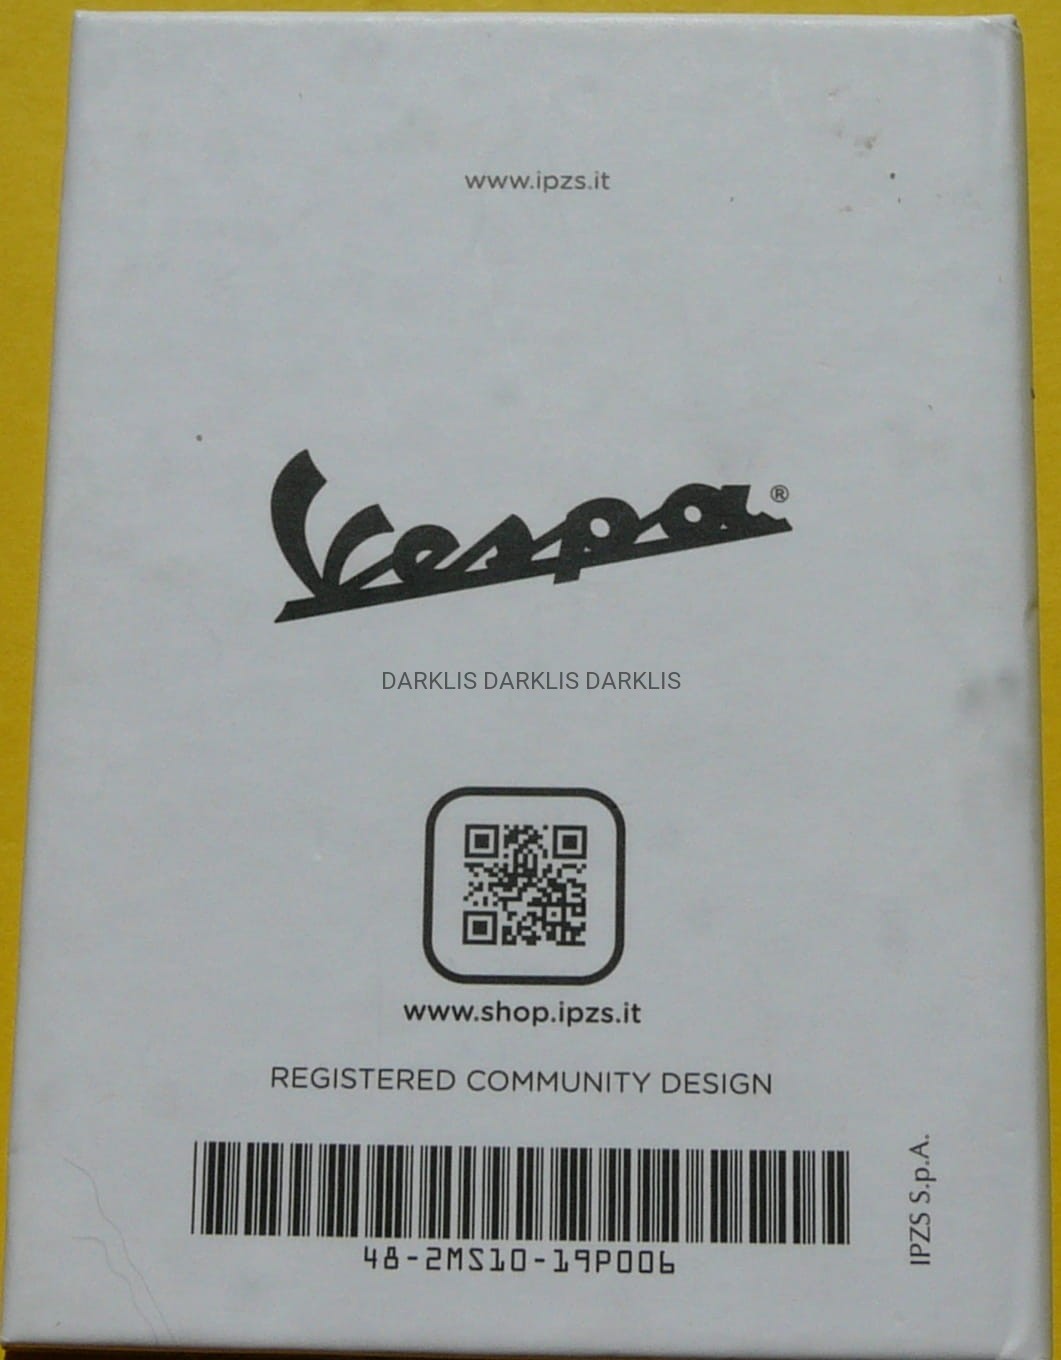 www.ipzs.it
Vespa®
DARKLIS DARKLIS DARKLIS
www.shop.ipzs.it
REGISTERED COMMUNITY DESIGN
48-2MS10-19P006
IPZS S.p.A.